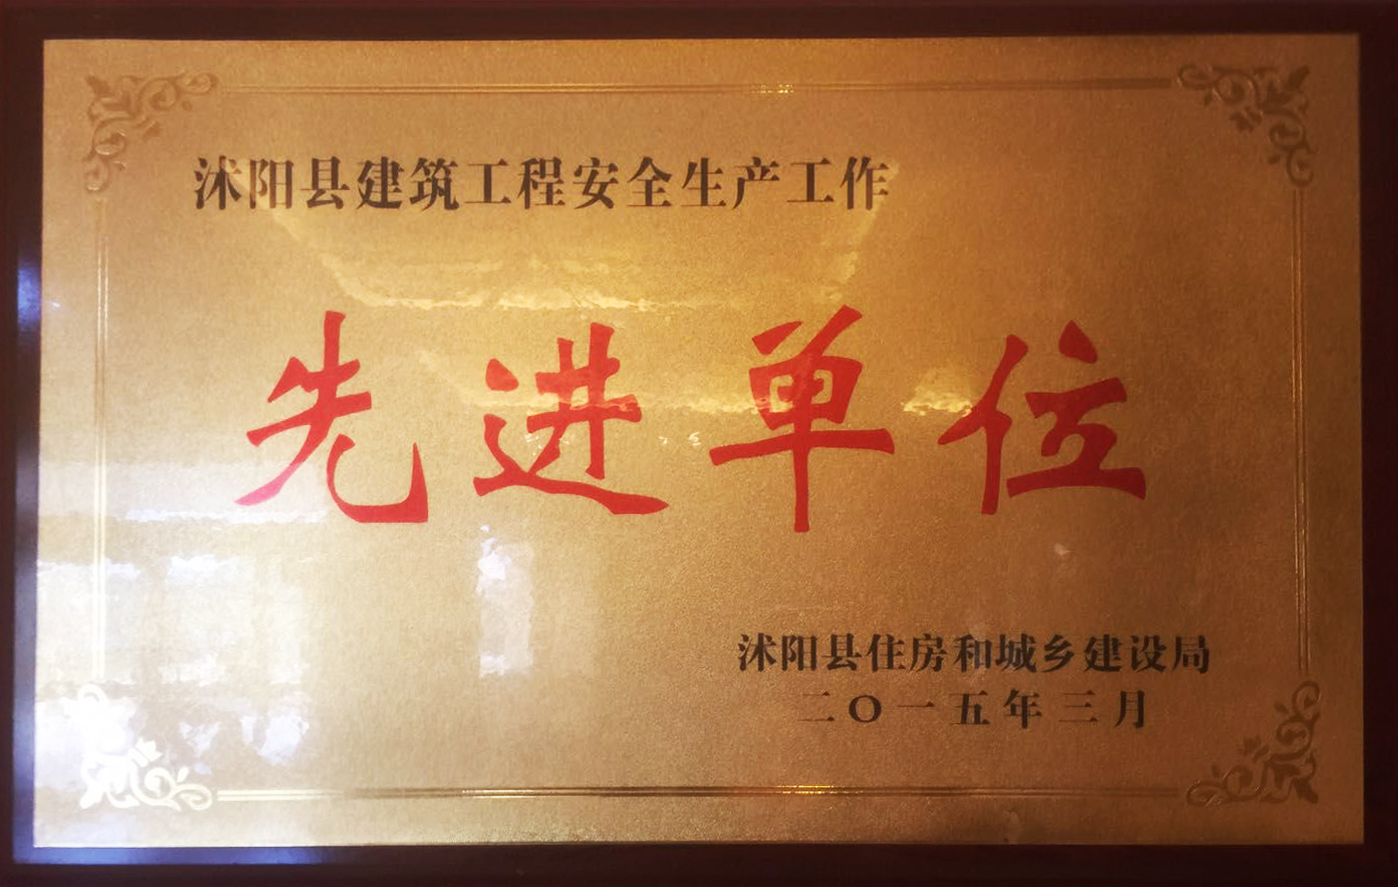 沭阳县建筑工程安全生产工作
先进单位
沭阳县住房和城乡建设局
二〇一五年三月